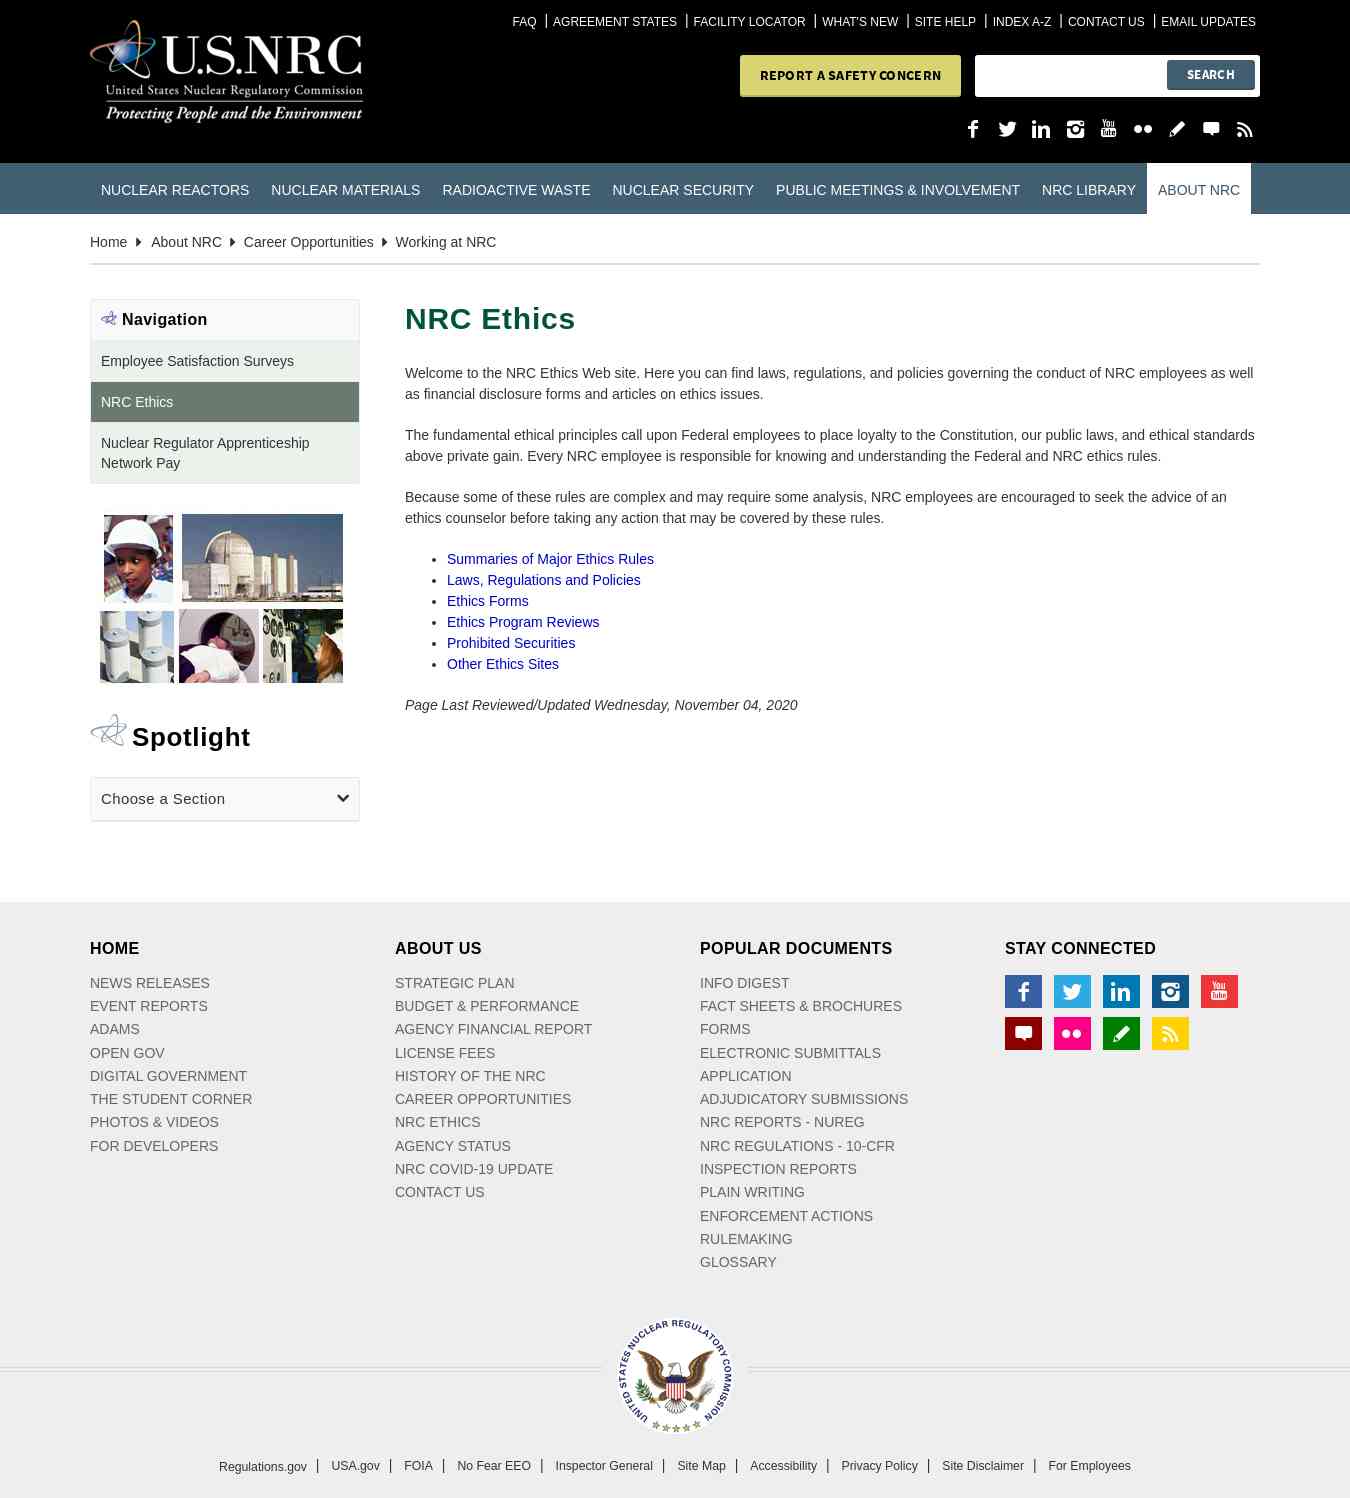 FAQ | AGREEMENT STATES | FACILITY LOCATOR | WHAT'S NEW | SITE HELP | INDEX A-Z | CONTACT US | EMAIL UPDATES
U.S.NRC
United States Nuclear Regulatory Commission
Protecting People and the Environment
REPORT A SAFETY CONCERN
SEARCH
You
Tube
NUCLEAR REACTORS NUCLEAR MATERIALS RADIOACTIVE WASTE NUCLEAR SECURITY PUBLIC MEETINGS & INVOLVEMENT NRC LIBRARY ABOUT NRC
Home About NRC Career Opportunities Working at NRC
Navigation
Employee Satisfaction Surveys
NRC Ethics
Nuclear Regulator Apprenticeship
Network Pay
Spotlight
Choose a Section
NRC Ethics
Welcome to the NRC Ethics Web site. Here you can find laws, regulations, and policies governing the conduct of NRC employees as well
as financial disclosure forms and articles on ethics issues.
The fundamental ethical principles call upon Federal employees to place loyalty to the Constitution, our public laws, and ethical standards
above private gain. Every NRC employee is responsible for knowing and understanding the Federal and NRC ethics rules.
Because some of these rules are complex and may require some analysis, NRC employees are encouraged to seek the advice of an
ethics counselor before taking any action that may be covered by these rules.
• Summaries of Major Ethics Rules
• Laws, Regulations and Policies
• Ethics Forms
• Ethics Program Reviews
• Prohibited Securities
• Other Ethics Sites
Page Last Reviewed/Updated Wednesday, November 04, 2020
HOME
NEWS RELEASES
EVENT REPORTS
ADAMS
OPEN GOV
DIGITAL GOVERNMENT
THE STUDENT CORNER
PHOTOS & VIDEOS
FOR DEVELOPERS
ABOUT US
STRATEGIC PLAN
BUDGET & PERFORMANCE
AGENCY FINANCIAL REPORT
LICENSE FEES
HISTORY OF THE NRC
CAREER OPPORTUNITIES
NRC ETHICS
AGENCY STATUS
NRC COVID-19 UPDATE
CONTACT US
POPULAR DOCUMENTS
INFO DIGEST
FACT SHEETS & BROCHURES
FORMS
ELECTRONIC SUBMITTALS
APPLICATION
ADJUDICATORY SUBMISSIONS
NRC REPORTS - NUREG
NRC REGULATIONS - 10-CFR
INSPECTION REPORTS
PLAIN WRITING
ENFORCEMENT ACTIONS
RULEMAKING
GLOSSARY
STAY CONNECTED
You
Tube
UNITED STATES NUCLEAR REGULATORY COMMISSION
Regulations.gov | USA.gov | FOIA | No Fear EEO | Inspector General | Site Map | Accessibility | Privacy Policy | Site Disclaimer | For Employees